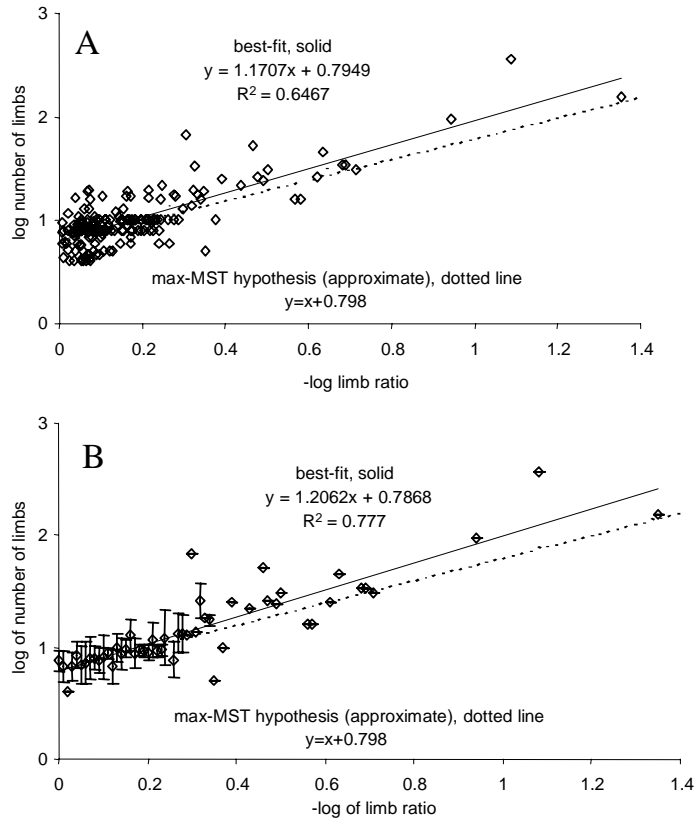 A
3
2
1
0
log number of limbs
best-fit, solid
y = 1.1707x + 0.7949
R² = 0.6467
max-MST hypothesis (approximate), dotted line
y=x+0.798
0 0.2 0.4 0.6 0.8 1 1.2 1.4
-log limb ratio
B
3
2
1
0
log of number of limbs
best-fit, solid
y = 1.2062x + 0.7868
R² = 0.777
max-MST hypothesis (approximate), dotted line
y=x+0.798
0 0.2 0.4 0.6 0.8 1 1.2 1.4
-log of limb ratio